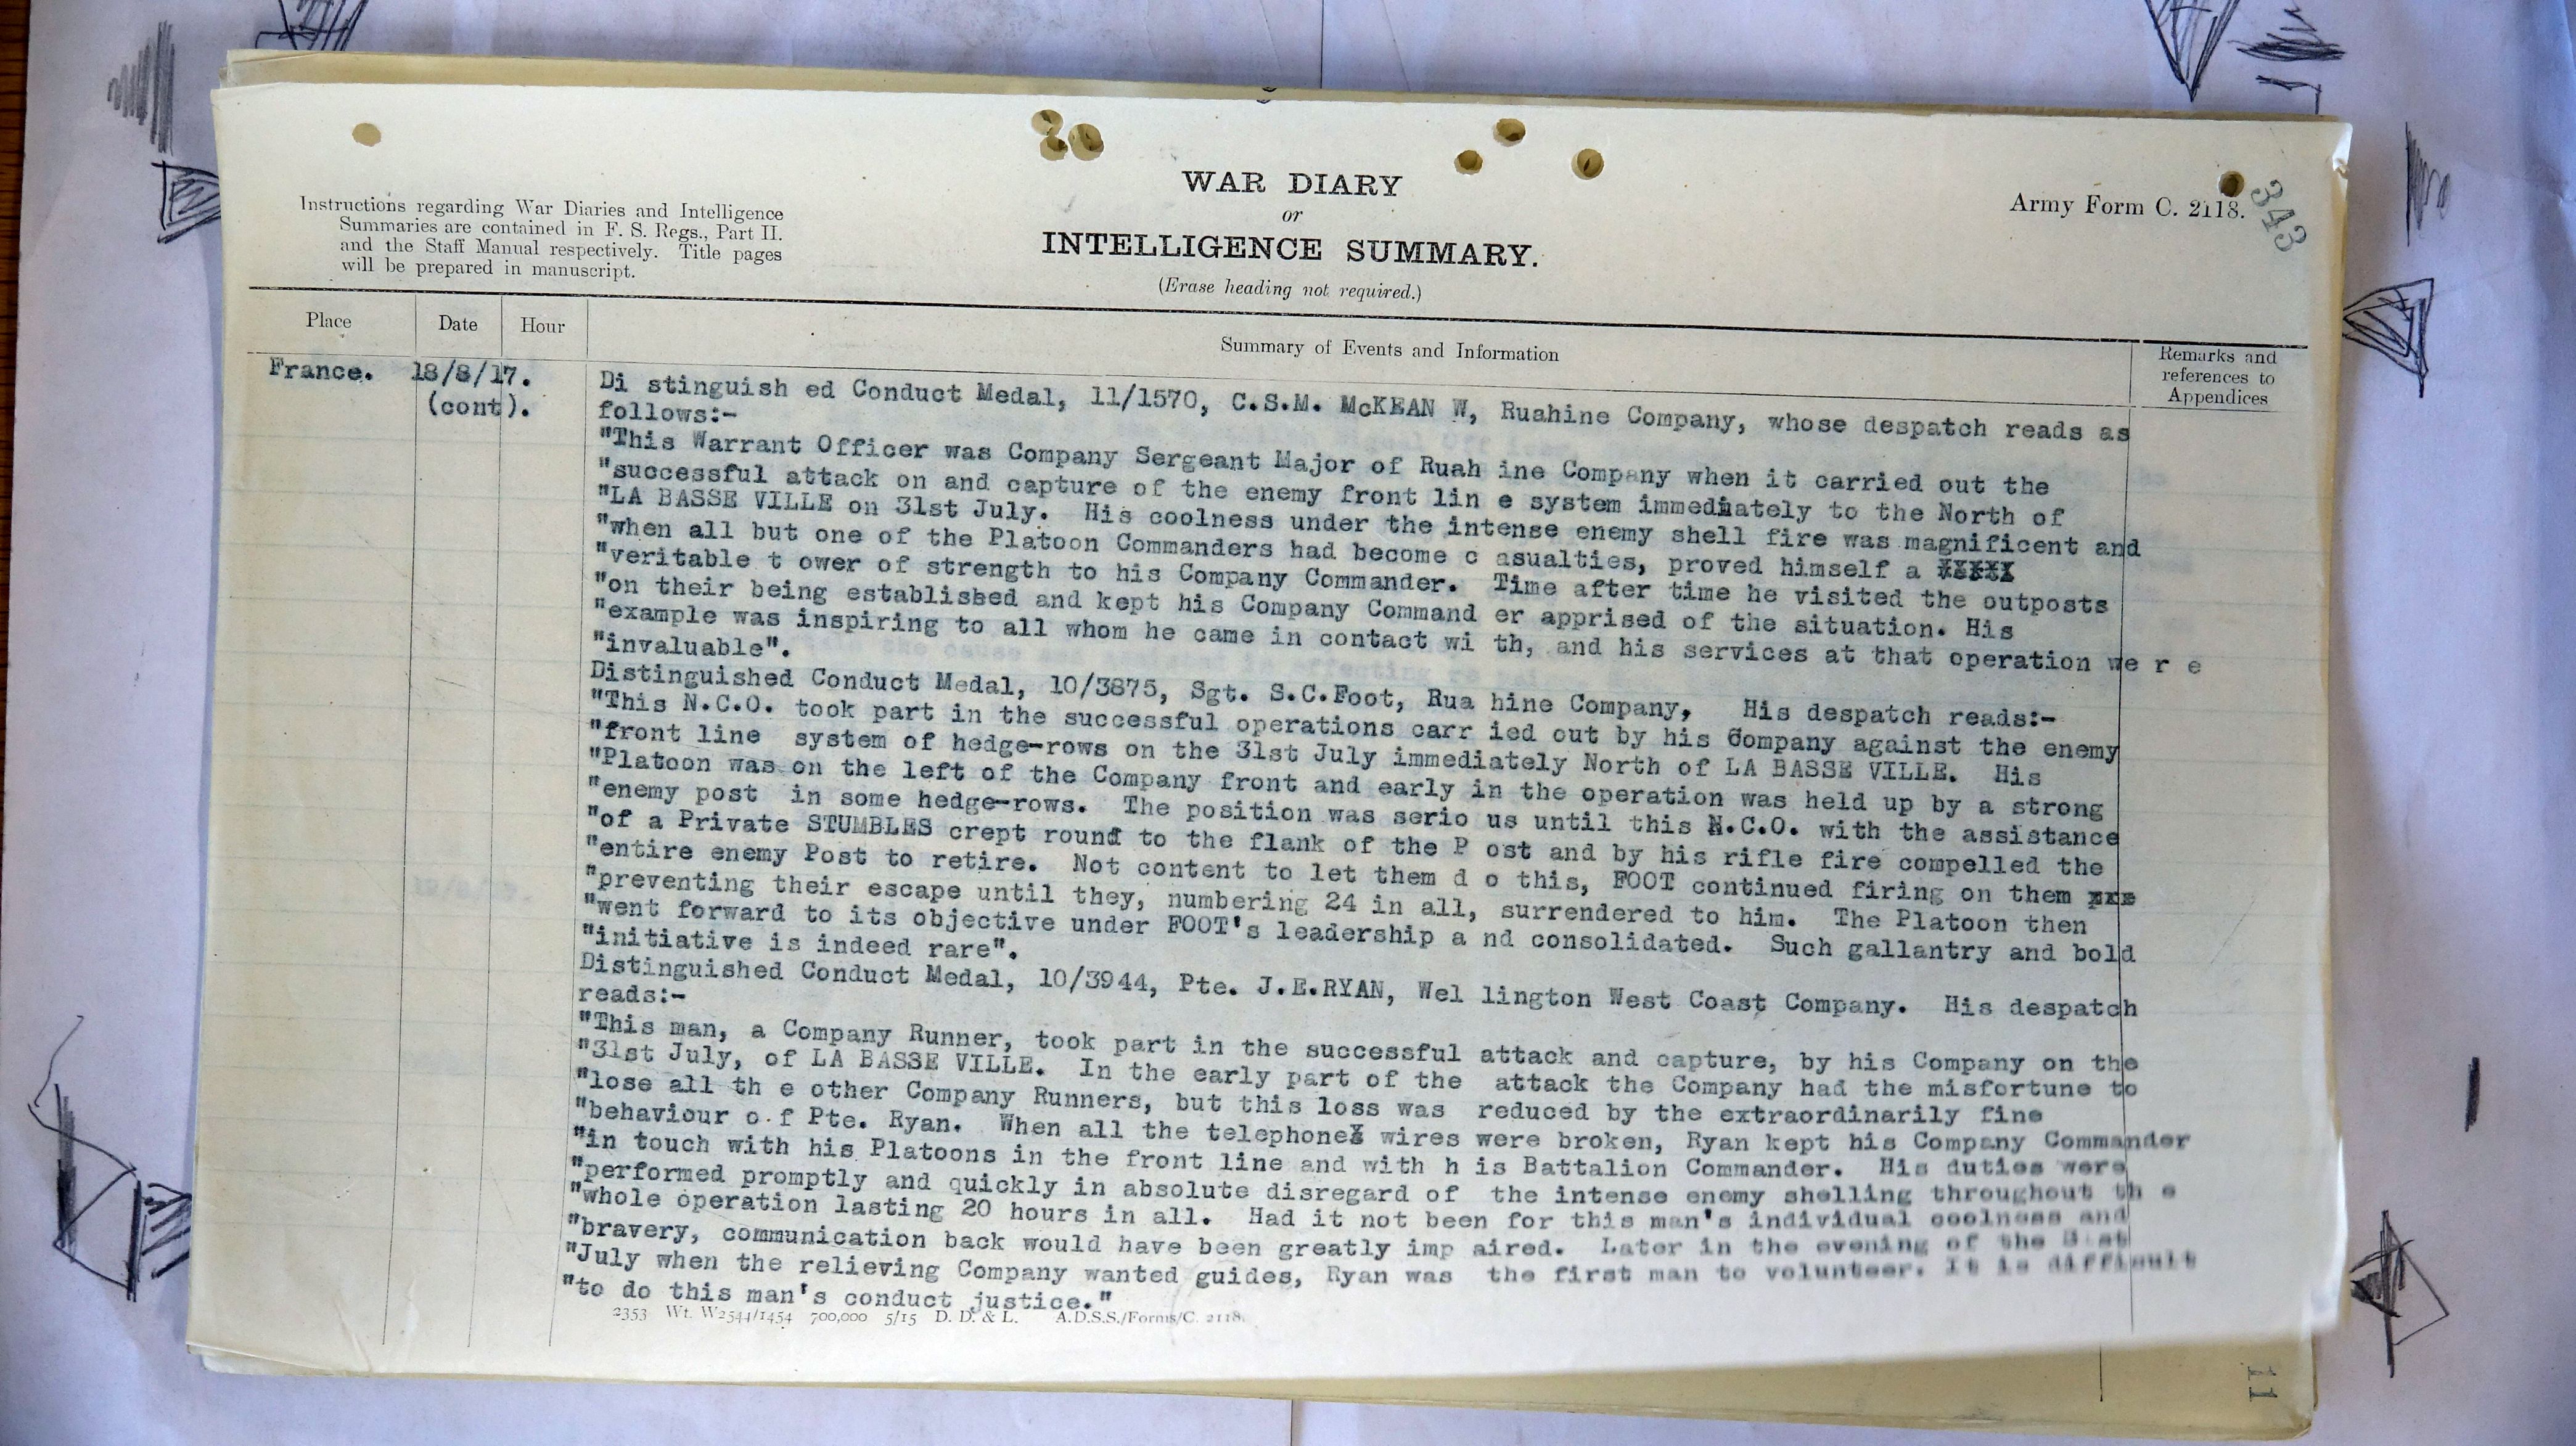 WAR DIARY
or
INTELLIGENCE SUMMARY.
(Erase heading not required.)
Instructions regarding War Diaries and Intelligence
Summaries are contained in F. S. Regs., Part II.
and the Staff Manual respectively. Title pages
will be prepared in manuscript.
Army Form C. 2118.
343
Place Date Hour Summary of Events and Information Remarks and
references to
Appendices
France. 18/8/17.
(cont).
Di stinguish ed Conduct Medal, 11/1570, C.S.M. McKEAN W, Ruahine Company, whose despatch reads as
follows:-
"This Warrant Officer was Company Sergeant Major of Ruah ine Company when it carried out the
"successful attack on and capture of the enemy front lin e system immediately to the North of
"LA BASSE VILLE on 31st July. His coolness under the intense enemy shell fire was magnificent and
"when all but one of the Platoon Commanders had become c asualties, proved himself a
"veritable t ower of strength to his Company Commander. Time after time he visited the outposts
"on their being established and kept his Company Command er apprised of the situation. His
"example was inspiring to all whom he came in contact wi th, and his services at that operation we r e
"invaluable".
Distinguished Conduct Medal, 10/3875, Sgt. S.C.Foot, Rua hine Company, His despatch reads:-
"This N.C.O. took part in the successful operations carr ied out by his Company against the enemy
"front line system of hedge-rows on the 31st July immediately North of LA BASSE VILLE. His
"Platoon was on the left of the Company front and early in the operation was held up by a strong
"enemy post in some hedge-rows. The position was serio us until this N.C.O. with the assistance
"of a Private STUMBLES crept round to the flank of the P ost and by his rifle fire compelled the
"entire enemy Post to retire. Not content to let them d o this, FOOT continued firing on them
"preventing their escape until they, numbering 24 in all, surrendered to him. The Platoon then
"went forward to its objective under FOOT's leadership a nd consolidated. Such gallantry and bold
"initiative is indeed rare".
Distinguished Conduct Medal, 10/3944, Pte. J.E.RYAN, Wel lington West Coast Company. His despatch
reads:-
"This man, a Company Runner, took part in the successful attack and capture, by his Company on the
"31st July, of LA BASSE VILLE. In the early part of the attack the Company had the misfortune to
"lose all th e other Company Runners, but this loss was reduced by the extraordinarily fine
"behaviour o f Pte. Ryan. When all the telephone wires were broken, Ryan kept his Company Commander
"in touch with his Platoons in the front line and with h is Battalion Commander. His duties were
"performed promptly and quickly in absolute disregard of the intense enemy shelling throughout th e
"whole operation lasting 20 hours in all. Had it not been for this man's individual coolness and
"bravery, communication back would have been greatly imp aired. Later in the evening of the 31st
"July when the relieving Company wanted guides, Ryan was the first man to volunteer. It is difficult
"to do this man's conduct justice."
2353 Wt. W2544/1454 700,000 5/15 D. D. & L. A.D.S.S./Forms/C. 2118.
11